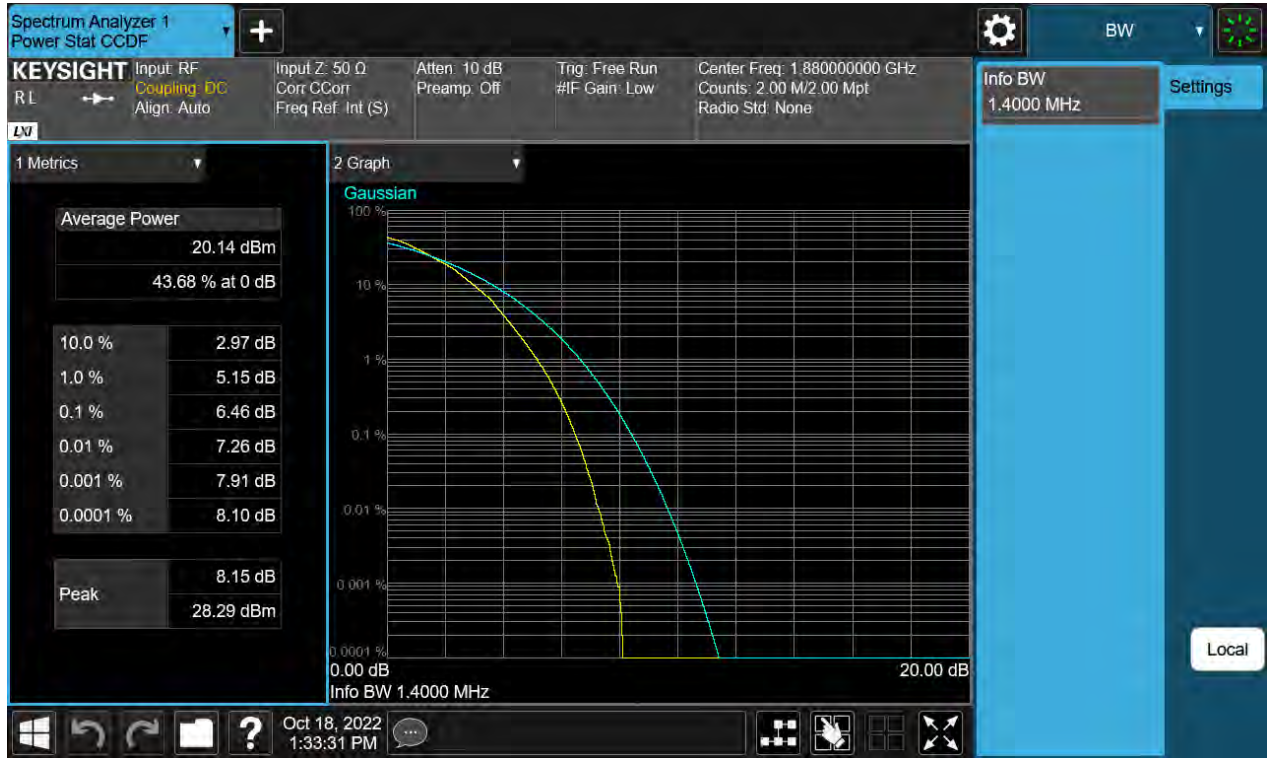 Spectrum Analyzer 1
Power Stat CCDF
BW
KEYSIGHT
RL
LXI
Input: RF
Coupling: DC
Align: Auto
Input Z: 50 Ω
Corr CCorr
Freq Ref: Int (S)
Atten: 10 dB
Preamp: Off
Trig: Free Run
#IF Gain: Low
Center Freq: 1.880000000 GHz
Counts: 2.00 M/2.00 Mpt
Radio Std: None
Info BW
1.4000 MHz
Settings
1 Metrics
Average Power
20.14 dBm
43.68 % at 0 dB
10.0 % 2.97 dB
1.0 % 5.15 dB
0.1 % 6.46 dB
0.01 % 7.26 dB
0.001 % 7.91 dB
0.0001 % 8.10 dB
Peak
8.15 dB
28.29 dBm
2 Graph
Gaussian
100 %
10 %
1 %
0.1 %
0.01 %
0.001 %
0.0001 %
0.00 dB 20.00 dB
Info BW 1.4000 MHz
Local
?
Oct 18, 2022
1:33:31 PM